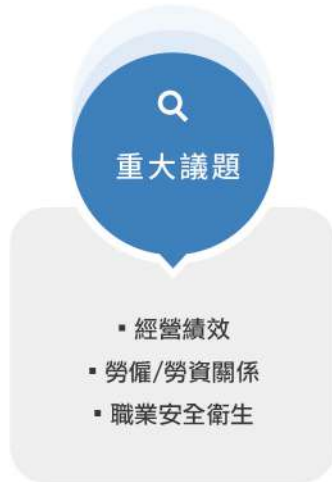 重大議題
▪ 經營績效
▪ 勞僱/勞資關係
▪ 職業安全衛生